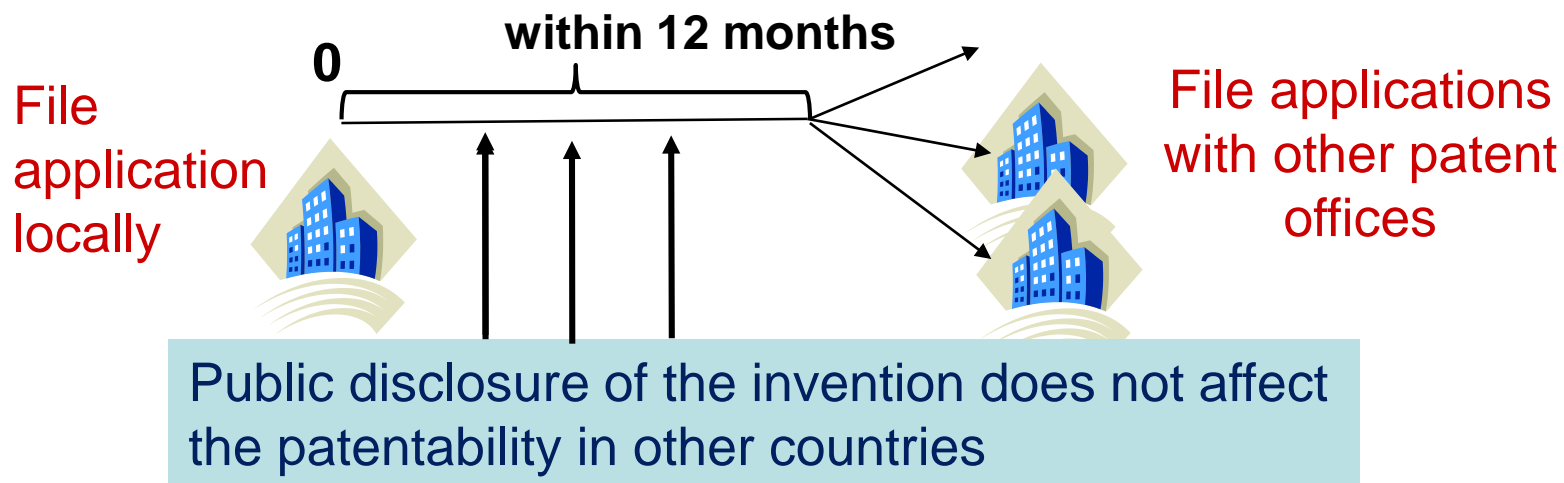 within 12 months
0
File
application
locally
File applications
with other patent
offices
Public disclosure of the invention does not affect
the patentability in other countries